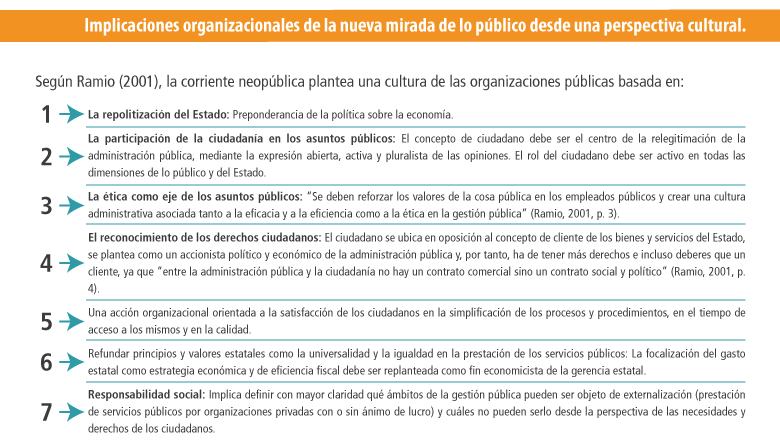 Implicaciones organizacionales de la nueva mirada de lo público desde una perspectiva cultural.
Según Ramio (2001), la corriente neopública plantea una cultura de las organizaciones públicas basada en:
1 La repolitización del Estado: Preponderancia de la política sobre la economía.
La participación de la ciudadanía en los asuntos públicos: El concepto de ciudadano debe ser el centro de la relegitimación de la
2 administración pública, mediante la expresión abierta, activa y pluralista de las opiniones. El rol del ciudadano debe ser activo en todas las
dimensiones de lo público y del Estado.
3 La ética como eje de los asuntos públicos: “Se deben reforzar los valores de la cosa pública en los empleados públicos y crear una cultura
administrativa asociada tanto a la eficacia y a la eficiencia como a la ética en la gestión pública” (Ramio, 2001, p. 3).
El reconocimiento de los derechos ciudadanos: El ciudadano se ubica en oposición al concepto de cliente de los bienes y servicios del Estado,
se plantea como un accionista político y económico de la administración pública y, por tanto, ha de tener más derechos e incluso deberes que un
4 cliente, ya que “entre la administración pública y la ciudadanía no hay un contrato comercial sino un contrato social y político” (Ramio, 2001, p.
4).
5 Una acción organizacional orientada a la satisfacción de los ciudadanos en la simplificación de los procesos y procedimientos, en el tiempo de
acceso a los mismos y en la calidad.
6 Refundar principios y valores estatales como la universalidad y la igualdad en la prestación de los servicios públicos: La focalización del gasto
estatal como estrategia económica y de eficiencia fiscal debe ser replanteada como fin economicista de la gerencia estatal.
Responsabilidad social: Implica definir con mayor claridad qué ámbitos de la gestión pública pueden ser objeto de externalización (prestación
7 de servicios públicos por organizaciones privadas con o sin ánimo de lucro) y cuáles no pueden serlo desde la perspectiva de las necesidades y
derechos de los ciudadanos.